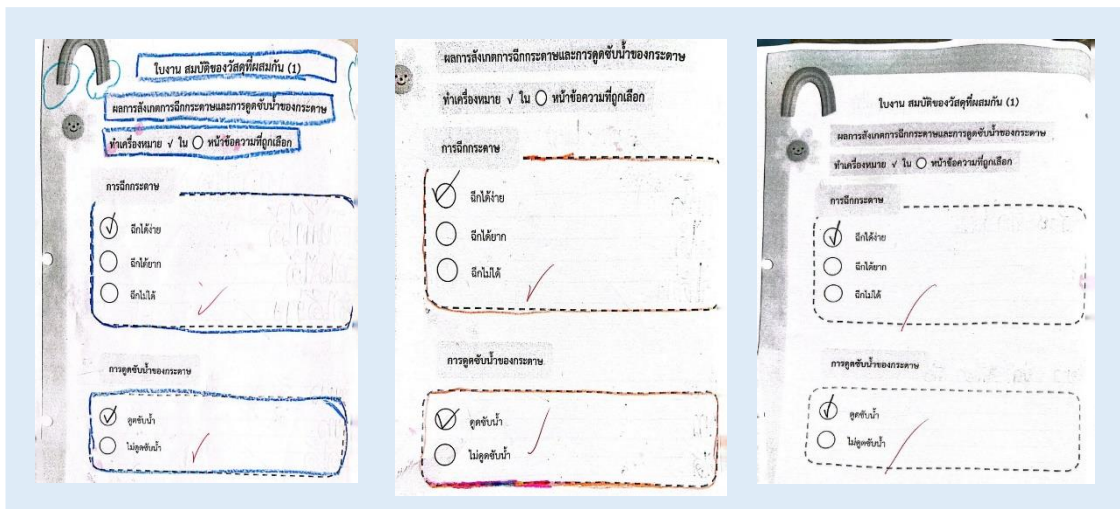 ใบงาน สมบัติของวัสดุที่ผสมกัน (1)
ผลการสังเกตการฉีกกระดาษและการดูดซับน้ำของกระดาษ
ทำเครื่องหมาย √ ใน ○ หน้าข้อความที่ถูกเลือก
การฉีกกระดาษ
ฉีกได้ง่าย
ฉีกได้ยาก
ฉีกไม่ได้
การดูดซับน้ำของกระดาษ
ดูดซับน้ำ
ไม่ดูดซับน้ำ
ผลการสังเกตการฉีกกระดาษและการดูดซับน้ำของกระดาษ
ทำเครื่องหมาย √ ใน ○ หน้าข้อความที่ถูกเลือก
การฉีกกระดาษ
ฉีกได้ง่าย
ฉีกได้ยาก
ฉีกไม่ได้
การดูดซับน้ำของกระดาษ
ดูดซับน้ำ
ไม่ดูดซับน้ำ
ใบงาน สมบัติของวัสดุที่ผสมกัน (1)
ผลการสังเกตการฉีกกระดาษและการดูดซับน้ำของกระดาษ
ทำเครื่องหมาย √ ใน ○ หน้าข้อความที่ถูกเลือก
การฉีกกระดาษ
ฉีกได้ง่าย
ฉีกได้ยาก
ฉีกไม่ได้
การดูดซับน้ำของกระดาษ
ดูดซับน้ำ
ไม่ดูดซับน้ำ